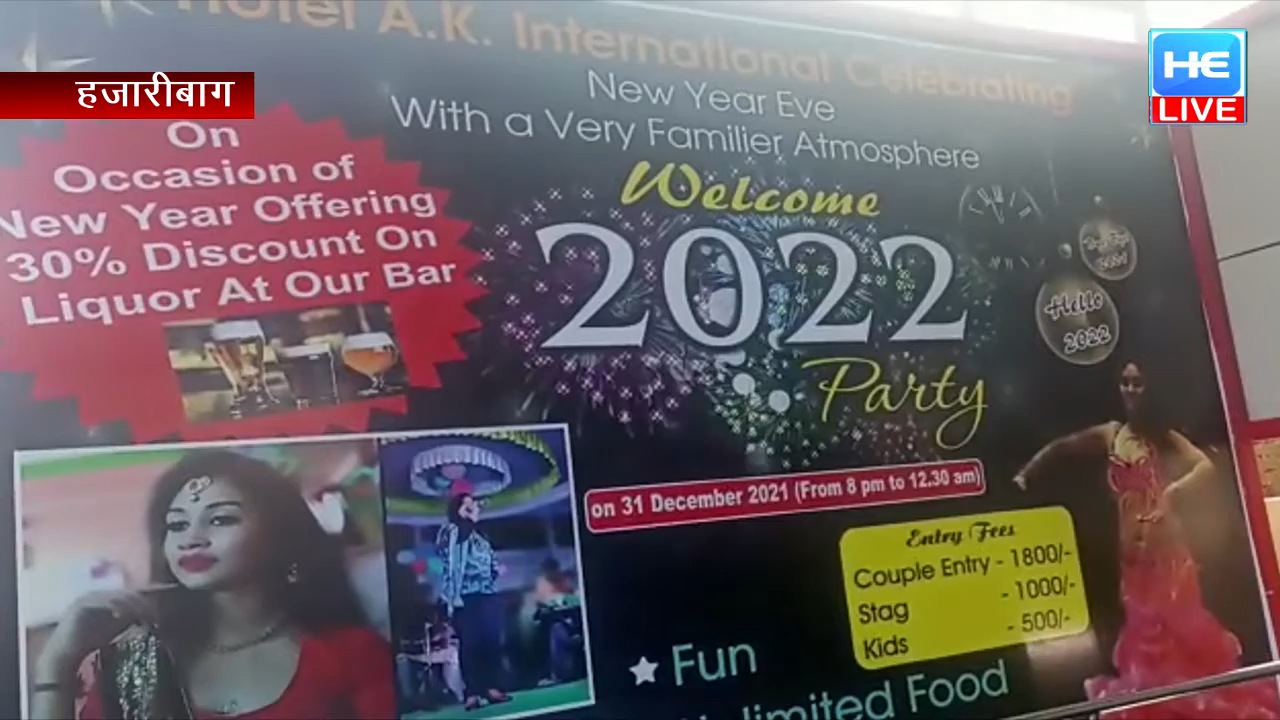 Hotel A.K. International Celebrating
New Year Eve
With a Very Familier Atmosphere
Welcome
2022
Party
हजारीबाग
HE
LIVE
On
Occasion of
New Year Offering
30% Discount On
Liquor At Our Bar
Hello
2022
on 31 December 2021 (From 8 pm to 12.30 am)
Entry Fees
Couple Entry - 1800/-
Stag - 1000/-
Kids - 500/-
Fun
Unlimited Food